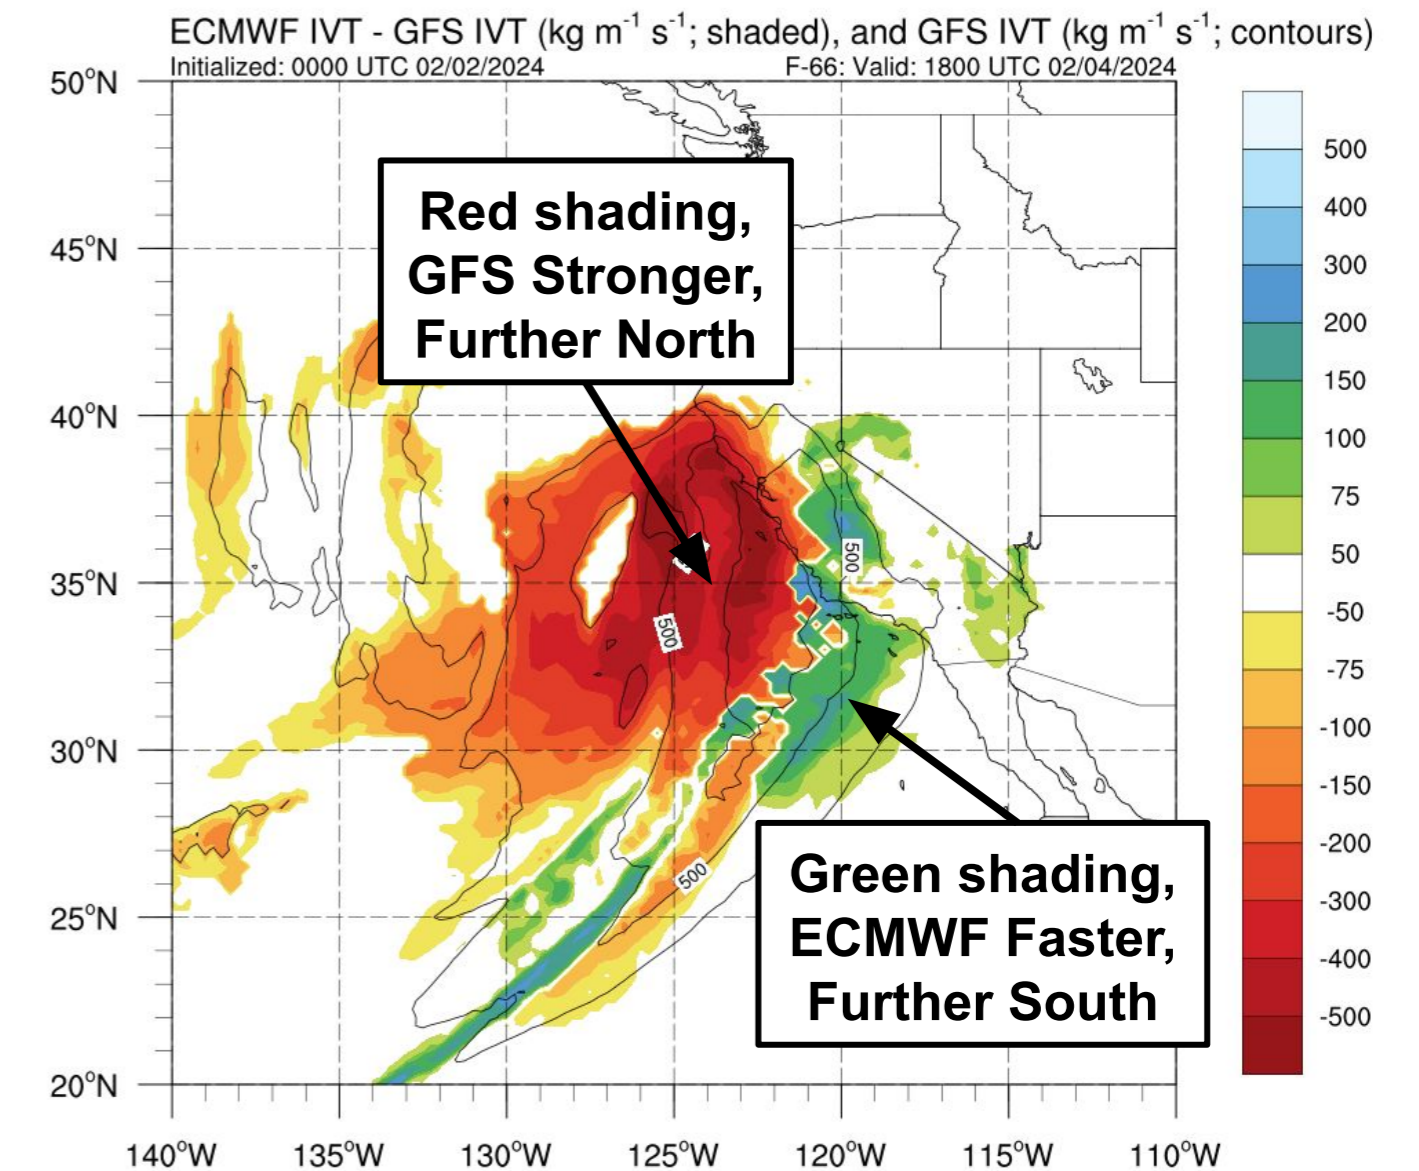 ECMWF IVT - GFS IVT (kg m⁻¹ s⁻¹; shaded), and GFS IVT (kg m⁻¹ s⁻¹; contours)
Initialized: 0000 UTC 02/02/2024
F-66: Valid: 1800 UTC 02/04/2024
50°N
45°N
40°N
35°N
30°N
25°N
20°N
Red shading,
GFS Stronger,
Further North
500
500
500
Green shading,
ECMWF Faster,
Further South
140°W
135°W
130°W
125°W
120°W
115°W
110°W
500
400
300
200
150
100
75
50
-50
-75
-100
-150
-200
-300
-400
-500